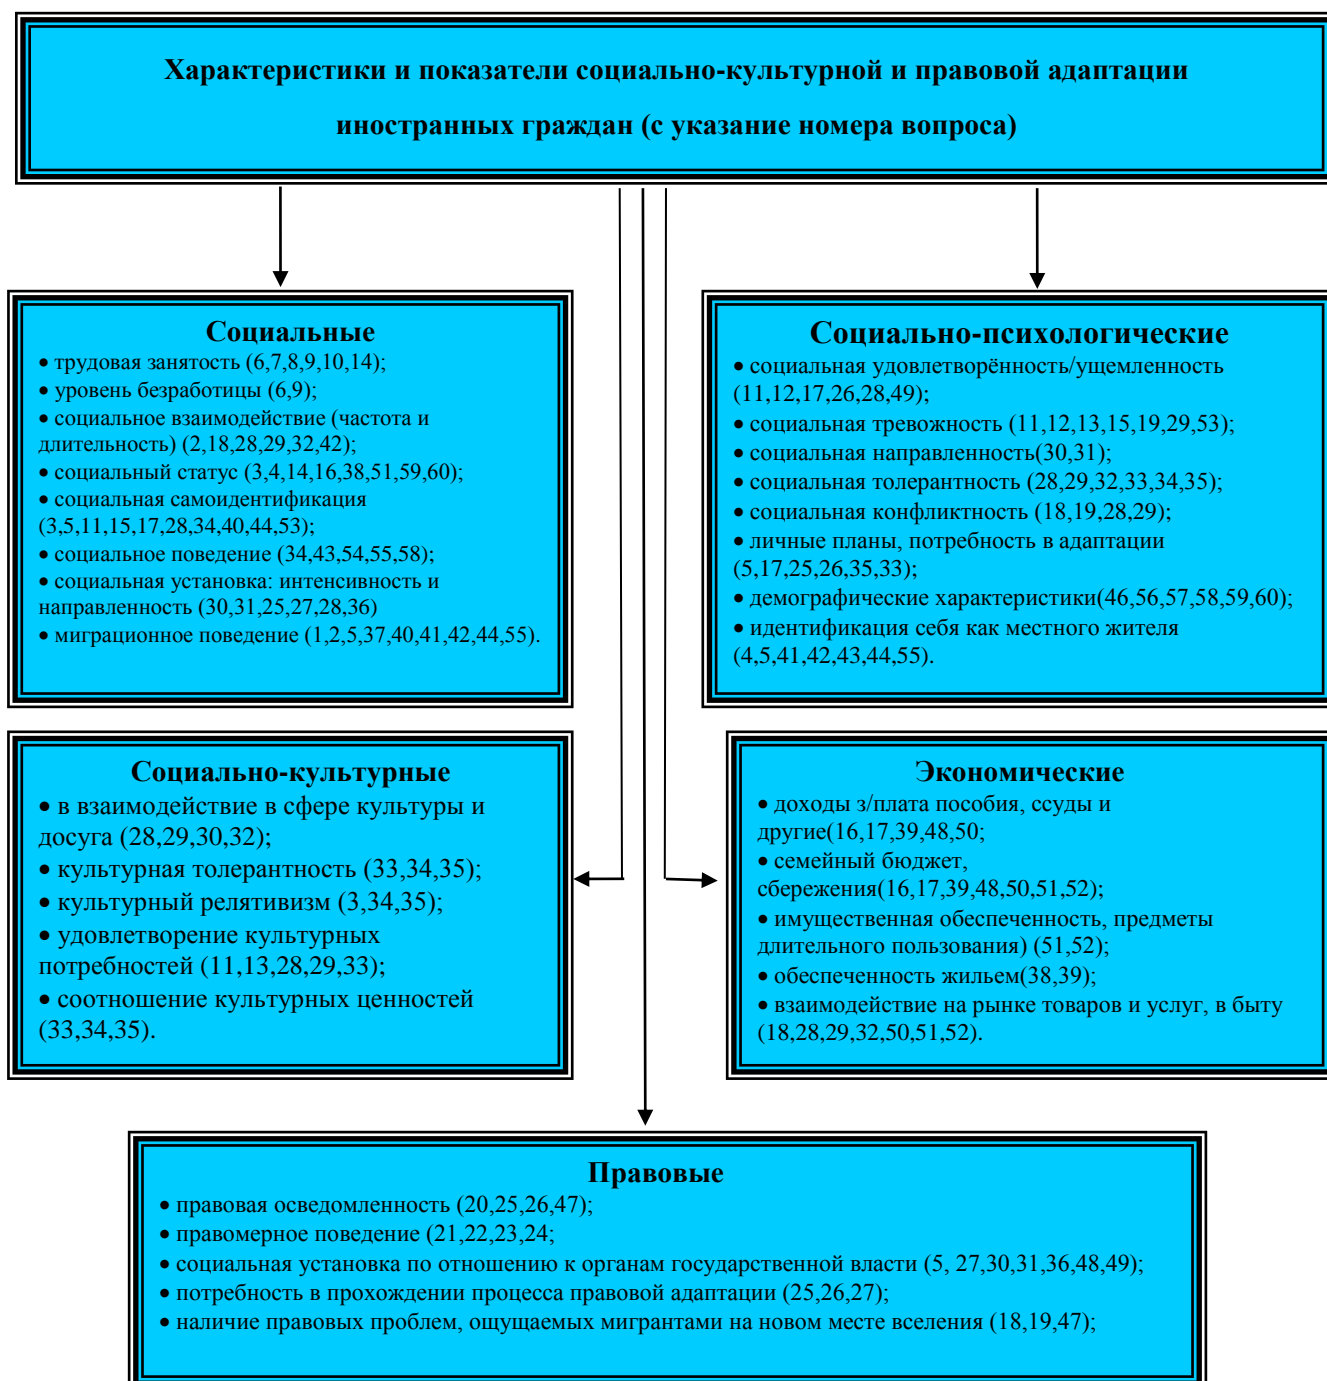 Характеристики и показатели социально-культурной и правовой адаптации
иностранных граждан (с указание номера вопроса)
Социальные
• трудовая занятость (6,7,8,9,10,14);
• уровень безработицы (6,9);
• социальное взаимодействие (частота и
длительность) (2,18,28,29,32,42);
• социальный статус (3,4,14,16,38,51,59,60);
• социальная самоидентификация
(3,5,11,15,17,28,34,40,44,53);
• социальное поведение (34,43,54,55,58);
• социальная установка: интенсивность и
направленность (30,31,25,27,28,36)
• миграционное поведение (1,2,5,37,40,41,42,44,55).
Социально-психологические
• социальная удовлетворённость/ущемленность
(11,12,17,26,28,49);
• социальная тревожность (11,12,13,15,19,29,53);
• социальная направленность(30,31);
• социальная толерантность (28,29,32,33,34,35);
• социальная конфликтность (18,19,28,29);
• личные планы, потребность в адаптации
(5,17,25,26,35,33);
• демографические характеристики(46,56,57,58,59,60);
• идентификация себя как местного жителя
(4,5,41,42,43,44,55).
Социально-культурные
• в взаимодействие в сфере культуры и
досуга (28,29,30,32);
• культурная толерантность (33,34,35);
• культурный релятивизм (3,34,35);
• удовлетворение культурных
потребностей (11,13,28,29,33);
• соотношение культурных ценностей
(33,34,35).
Экономические
• доходы з/плата пособия, ссуды и
другие(16,17,39,48,50;
• семейный бюджет,
сбережения(16,17,39,48,50,51,52);
• имущественная обеспеченность, предметы
длительного пользования) (51,52);
• обеспеченность жильем(38,39);
• взаимодействие на рынке товаров и услуг, в быту
(18,28,29,32,50,51,52).
Правовые
• правовая осведомленность (20,25,26,47);
• правомерное поведение (21,22,23,24;
• социальная установка по отношению к органам государственной власти (5, 27,30,31,36,48,49);
• потребность в прохождении процесса правовой адаптации (25,26,27);
• наличие правовых проблем, ощущаемых мигрантами на новом месте вселения (18,19,47);